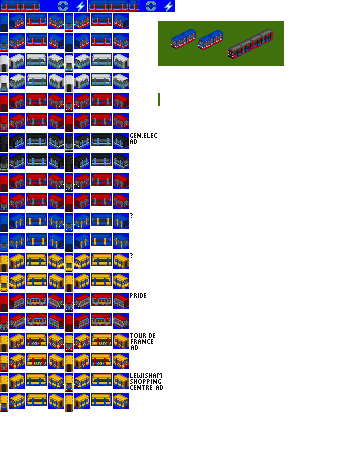 GEN.ELEC
AD
?
?
PRIDE
TOUR DE
FRANCE
AD
LEWISHAM
SHOPPING
CENTRE AD